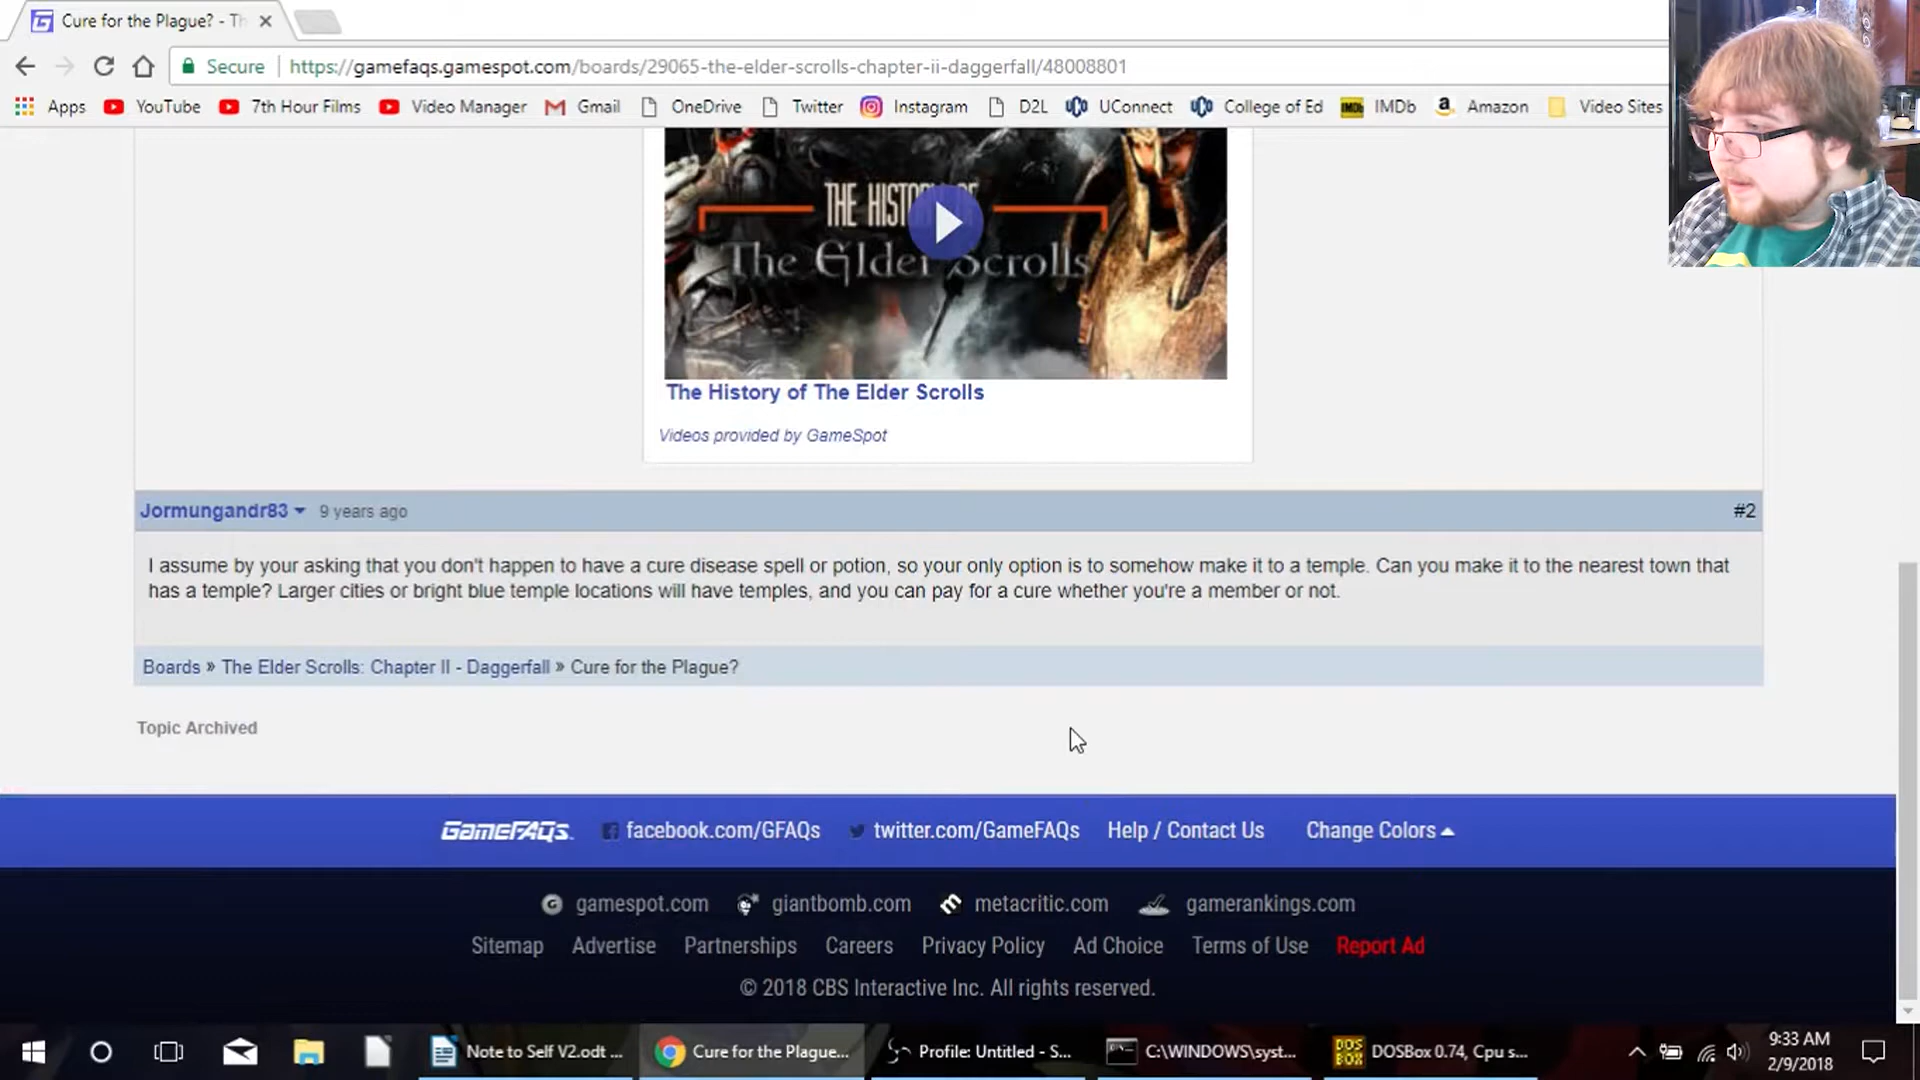 Cure for the Plague? - Th
Secure https://gamefaqs.gamespot.com/boards/29065-the-elder-scrolls-chapter-ii-daggerfall/48008801
Apps YouTube 7th Hour Films Video Manager Gmail OneDrive Twitter Instagram D2L UConnect College of Ed IMDb Amazon Video Sites
THE HISTORY OF
The Elder Scrolls
The History of The Elder Scrolls
Videos provided by GameSpot
Jormungandr83 9 years ago #2
I assume by your asking that you don't happen to have a cure disease spell or potion, so your only option is to somehow make it to a temple. Can you make it to the nearest town that
has a temple? Larger cities or bright blue temple locations will have temples, and you can pay for a cure whether you're a member or not.
Boards » The Elder Scrolls: Chapter II - Daggerfall » Cure for the Plague?
Topic Archived
GameFAQs facebook.com/GFAQs twitter.com/GameFAQs Help / Contact Us Change Colors
gamespot.com giantbomb.com metacritic.com gamerankings.com
Sitemap Advertise Partnerships Careers Privacy Policy Ad Choice Terms of Use Report Ad
© 2018 CBS Interactive Inc. All rights reserved.
Note to Self V2.odt ... Cure for the Plague... Profile: Untitled - S... C:\WINDOWS\syst... DOSBox 0.74, Cpu s... 9:33 AM
2/9/2018